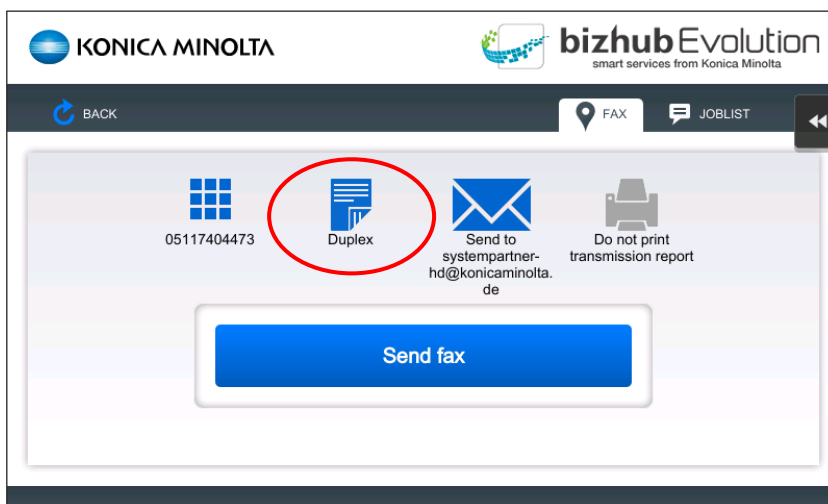 KONICA MINOLTA
bizhub Evolution
smart services from Konica Minolta
BACK
FAX
JOBLIST
05117404473
Duplex
Send to
systempartner-
hd@konicaminolta.
de
Do not print
transmission report
Send fax